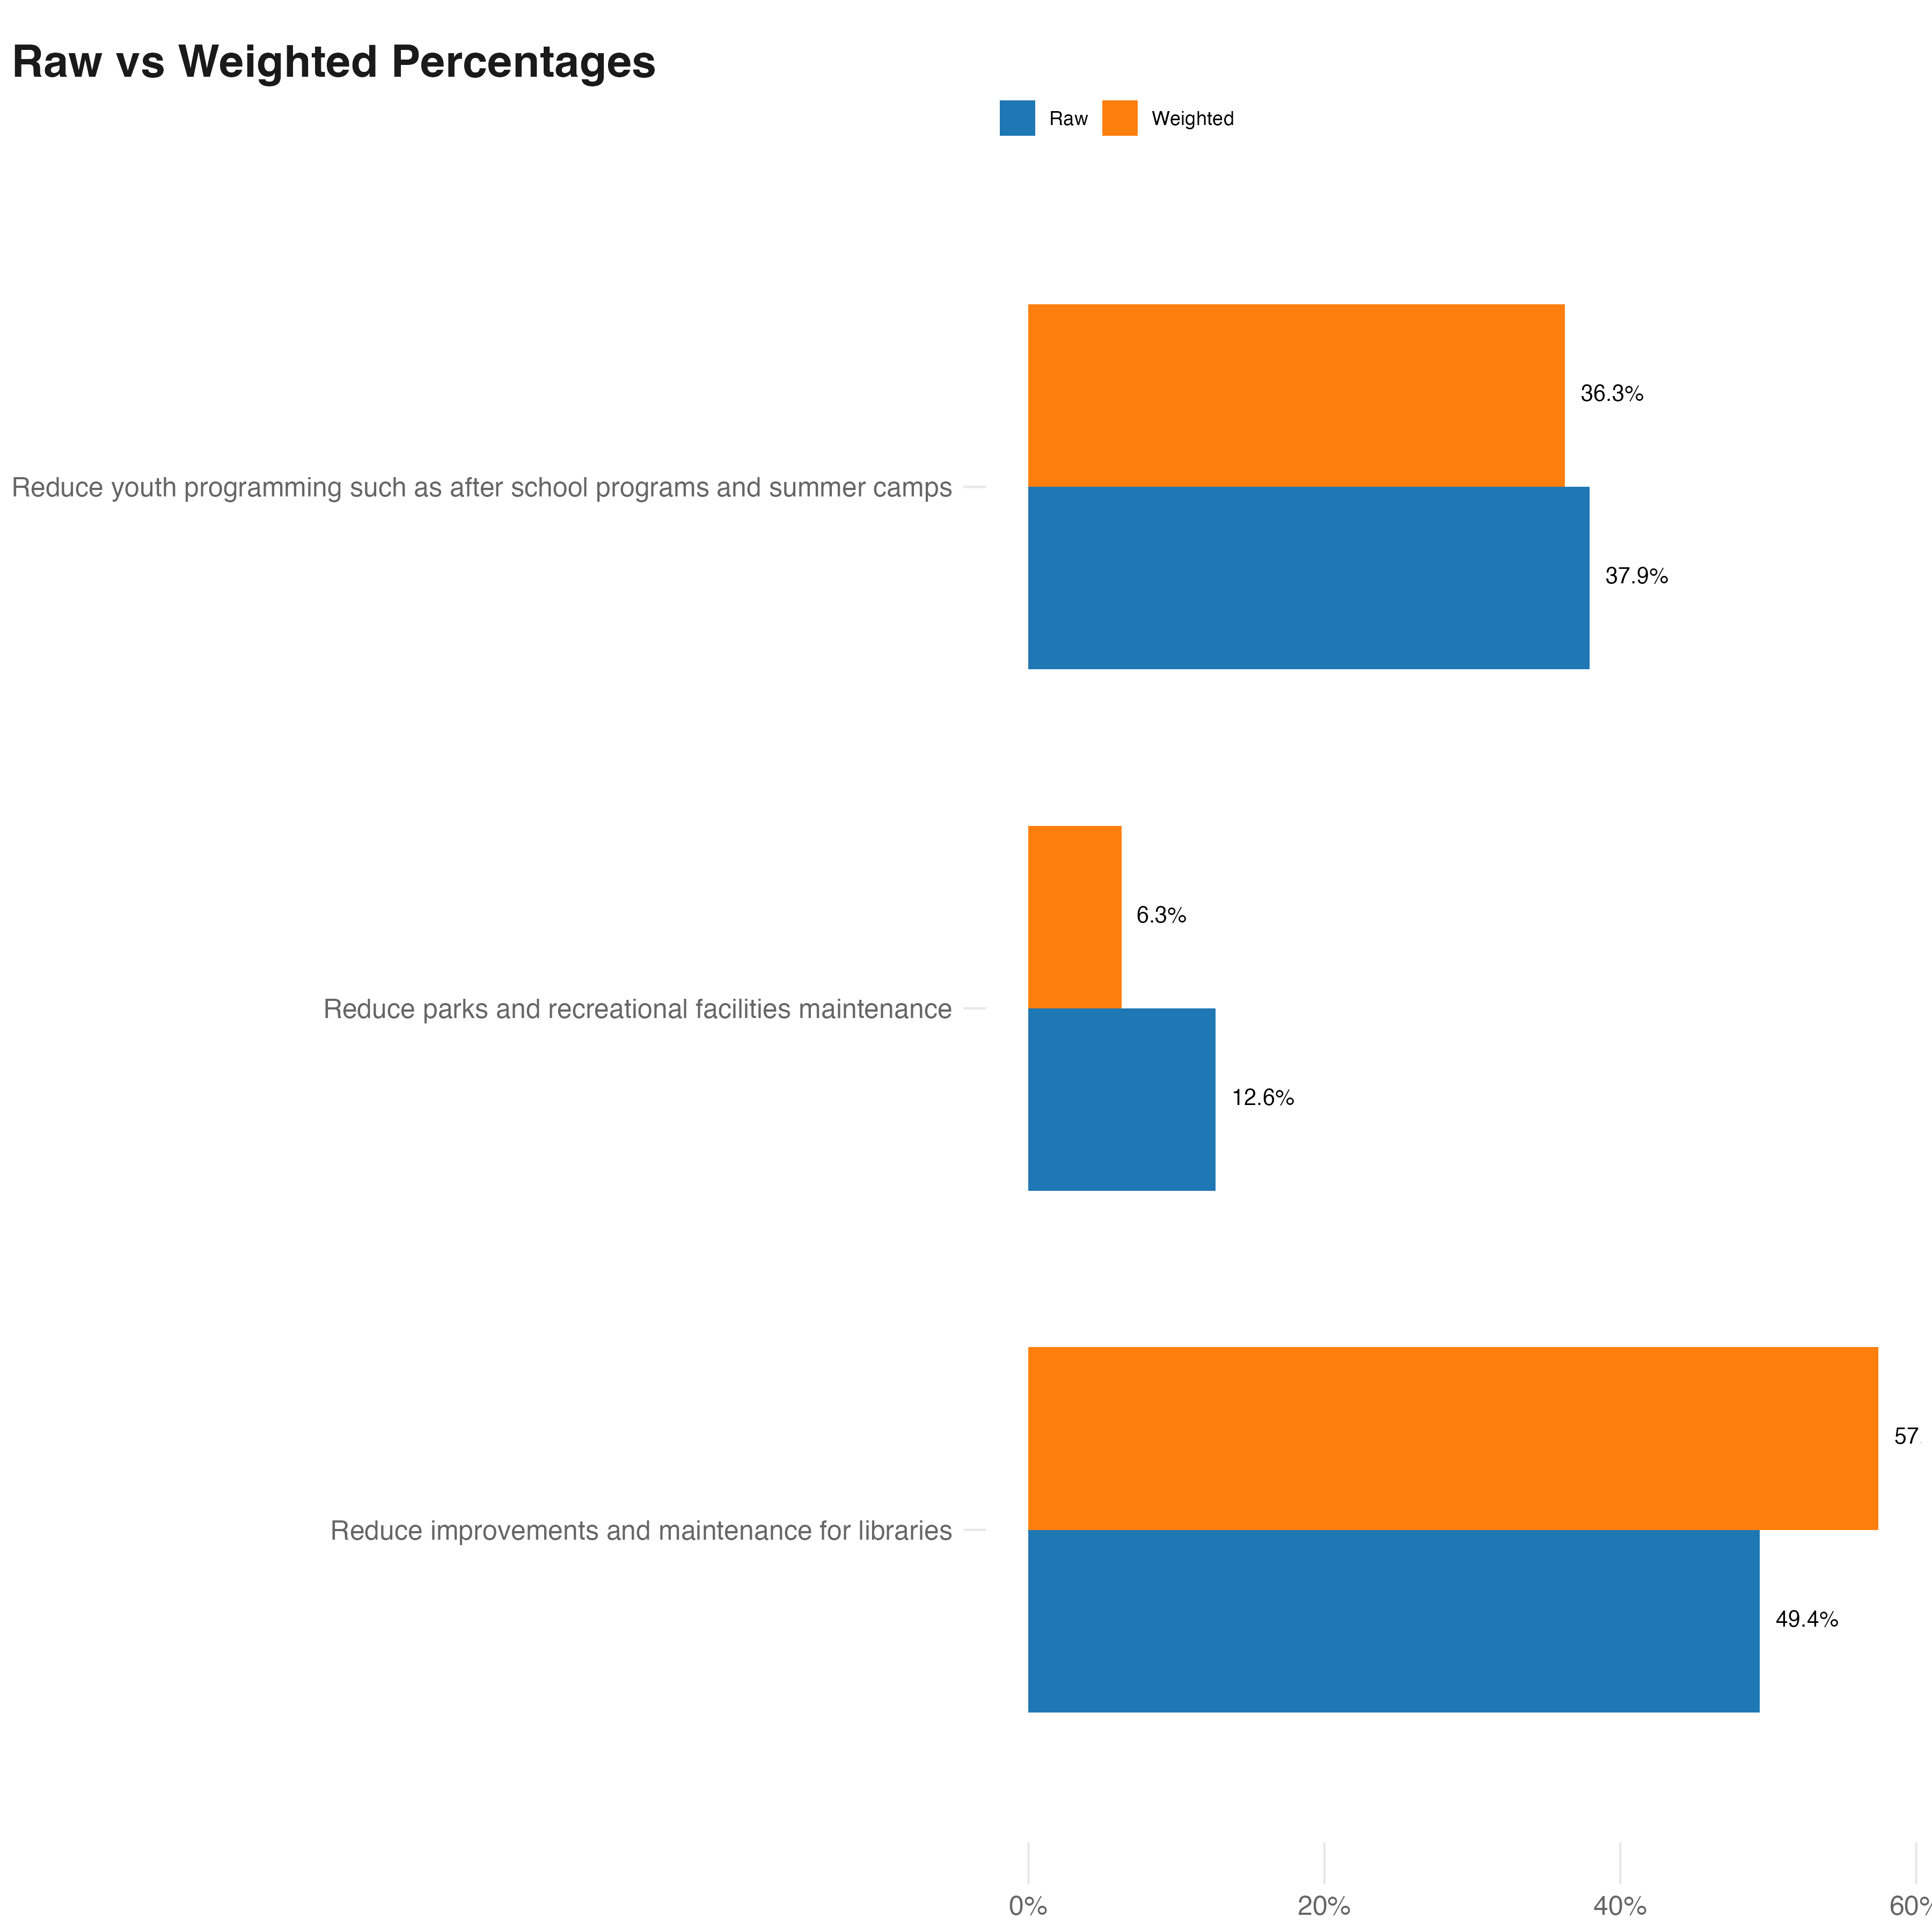 Raw vs Weighted Percentages
Raw Weighted
36.3%
Reduce youth programming such as after school programs and summer camps
37.9%
6.3%
Reduce parks and recreational facilities maintenance
12.6%
57.
Reduce improvements and maintenance for libraries
49.4%
0% 20% 40% 60%